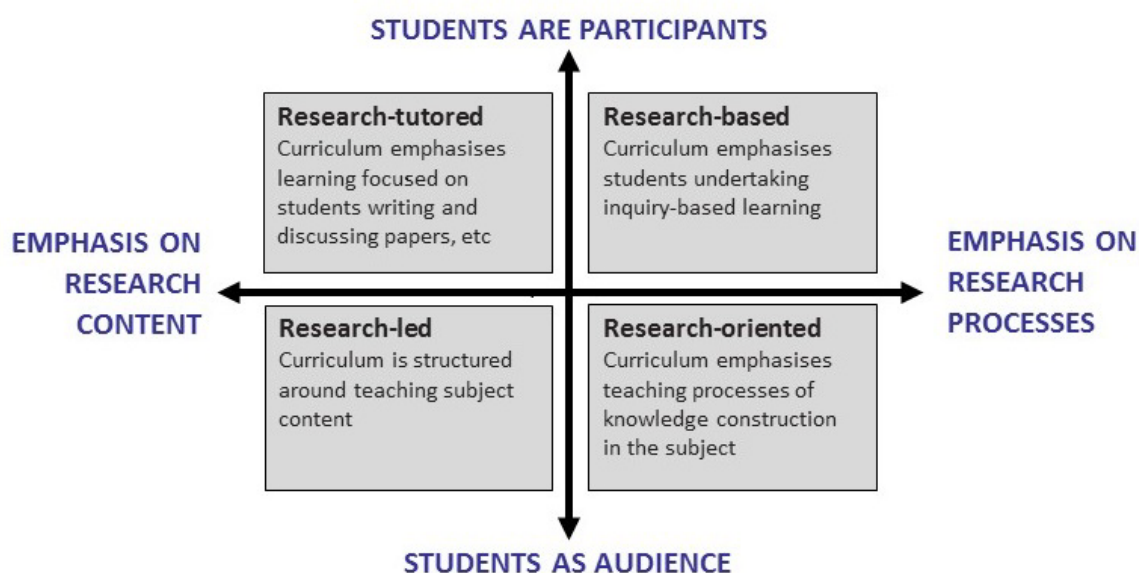 STUDENTS ARE PARTICIPANTS
Research-tutored
Curriculum emphasises
learning focused on
students writing and
discussing papers, etc
Research-based
Curriculum emphasises
students undertaking
inquiry-based learning
EMPHASIS ON
RESEARCH
CONTENT
EMPHASIS ON
RESEARCH
PROCESSES
Research-led
Curriculum is structured
around teaching subject
content
Research-oriented
Curriculum emphasises
teaching processes of
knowledge construction
in the subject
STUDENTS AS AUDIENCE